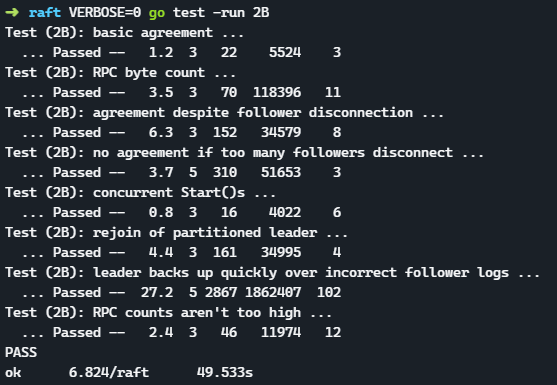 ➜ raft VERBOSE=0 go test -run 2B
Test (2B): basic agreement ...
  ... Passed --   1.2  3   22    5524    3
Test (2B): RPC byte count ...
  ... Passed --   3.5  3   70  118396   11
Test (2B): agreement despite follower disconnection ...
  ... Passed --   6.3  3  152   34579    8
Test (2B): no agreement if too many followers disconnect ...
  ... Passed --   3.7  5  310   51653    3
Test (2B): concurrent Start()s ...
  ... Passed --   0.8  3   16    4022    6
Test (2B): rejoin of partitioned leader ...
  ... Passed --   4.4  3  161   34995    4
Test (2B): leader backs up quickly over incorrect follower logs ...
  ... Passed --  27.2  5 2867 1862407  102
Test (2B): RPC counts aren't too high ...
  ... Passed --   2.4  3   46   11974   12
PASS
ok      6.824/raft      49.533s